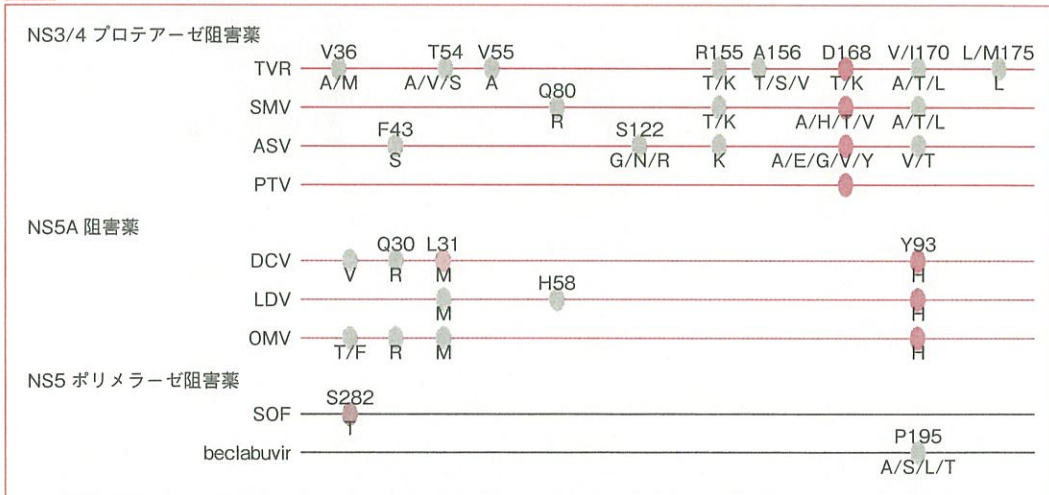 NS3/4 プロテアーゼ阻害薬
V36 T54 V55 R155 A156 D168 V/I170 L/M175
TVR
A/M A/V/S A T/K T/S/V T/K A/T/L L
Q80
SMV
R T/K A/H/T/V A/T/L
F43 S122
ASV
S G/N/R K A/E/G/V/Y V/T
PTV
NS5A 阻害薬
Q30 L31 Y93
DCV
V R M H
H58
LDV
M H
OMV
T/F R M H
NS5 ポリメラーゼ阻害薬
S282
SOF
T
P195
beclabuvir
A/S/L/T